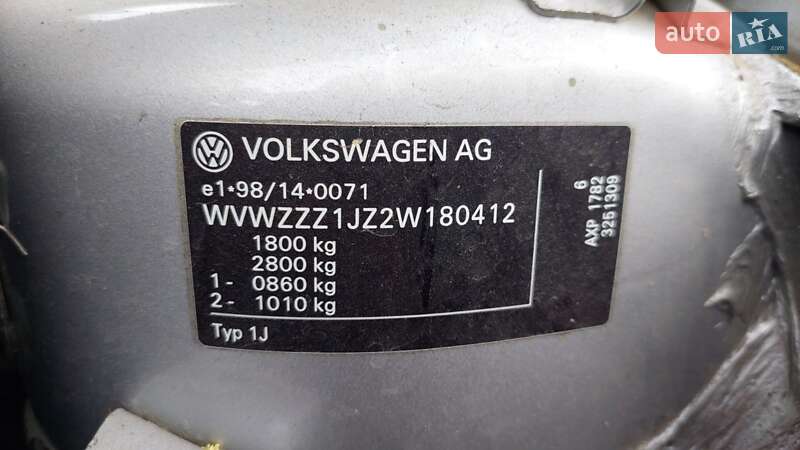 auto RIA
VOLKSWAGEN AG
e1*98/14*0071
WVWZZZ1JZ2W180412
1800 kg
2800 kg
1- 0860 kg
2- 1010 kg
Typ 1J
6
AXP 1782
3251309